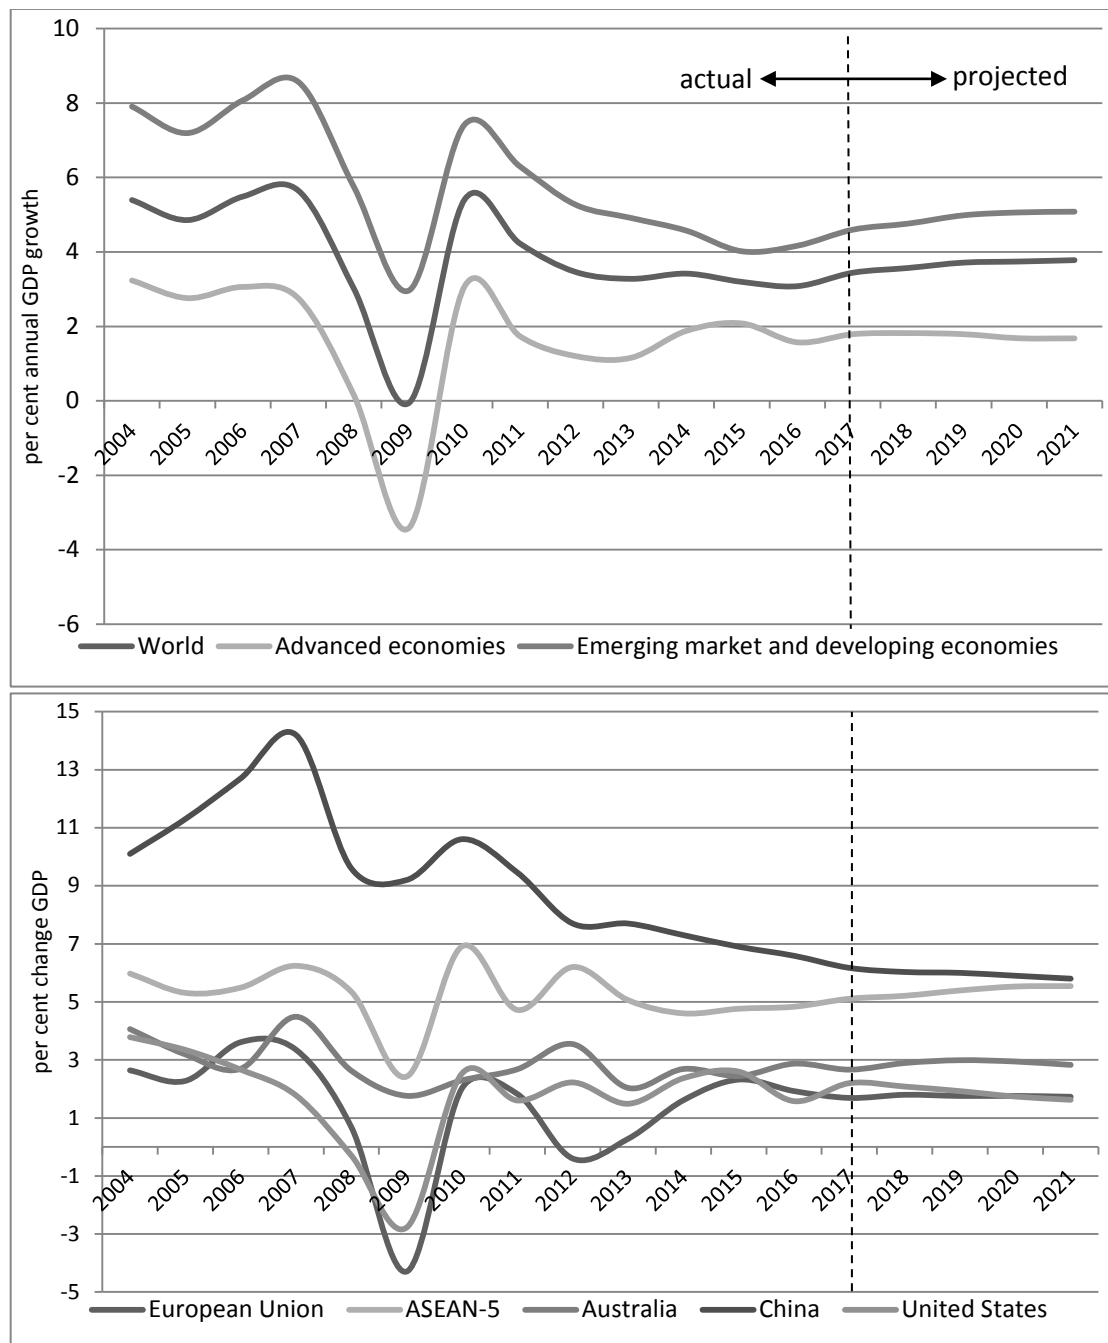 10
8
6
4
2
0
-2
-4
-6
per cent annual GDP growth
actual projected
2004 2005 2006 2007 2008 2009 2010 2011 2012 2013 2014 2015 2016 2017 2018 2019 2020 2021
World Advanced economies Emerging market and developing economies
15
13
11
9
7
5
3
1
-1
-3
-5
per cent change GDP
2004 2005 2006 2007 2008 2009 2010 2011 2012 2013 2014 2015 2016 2017 2018 2019 2020 2021
European Union ASEAN-5 Australia China United States